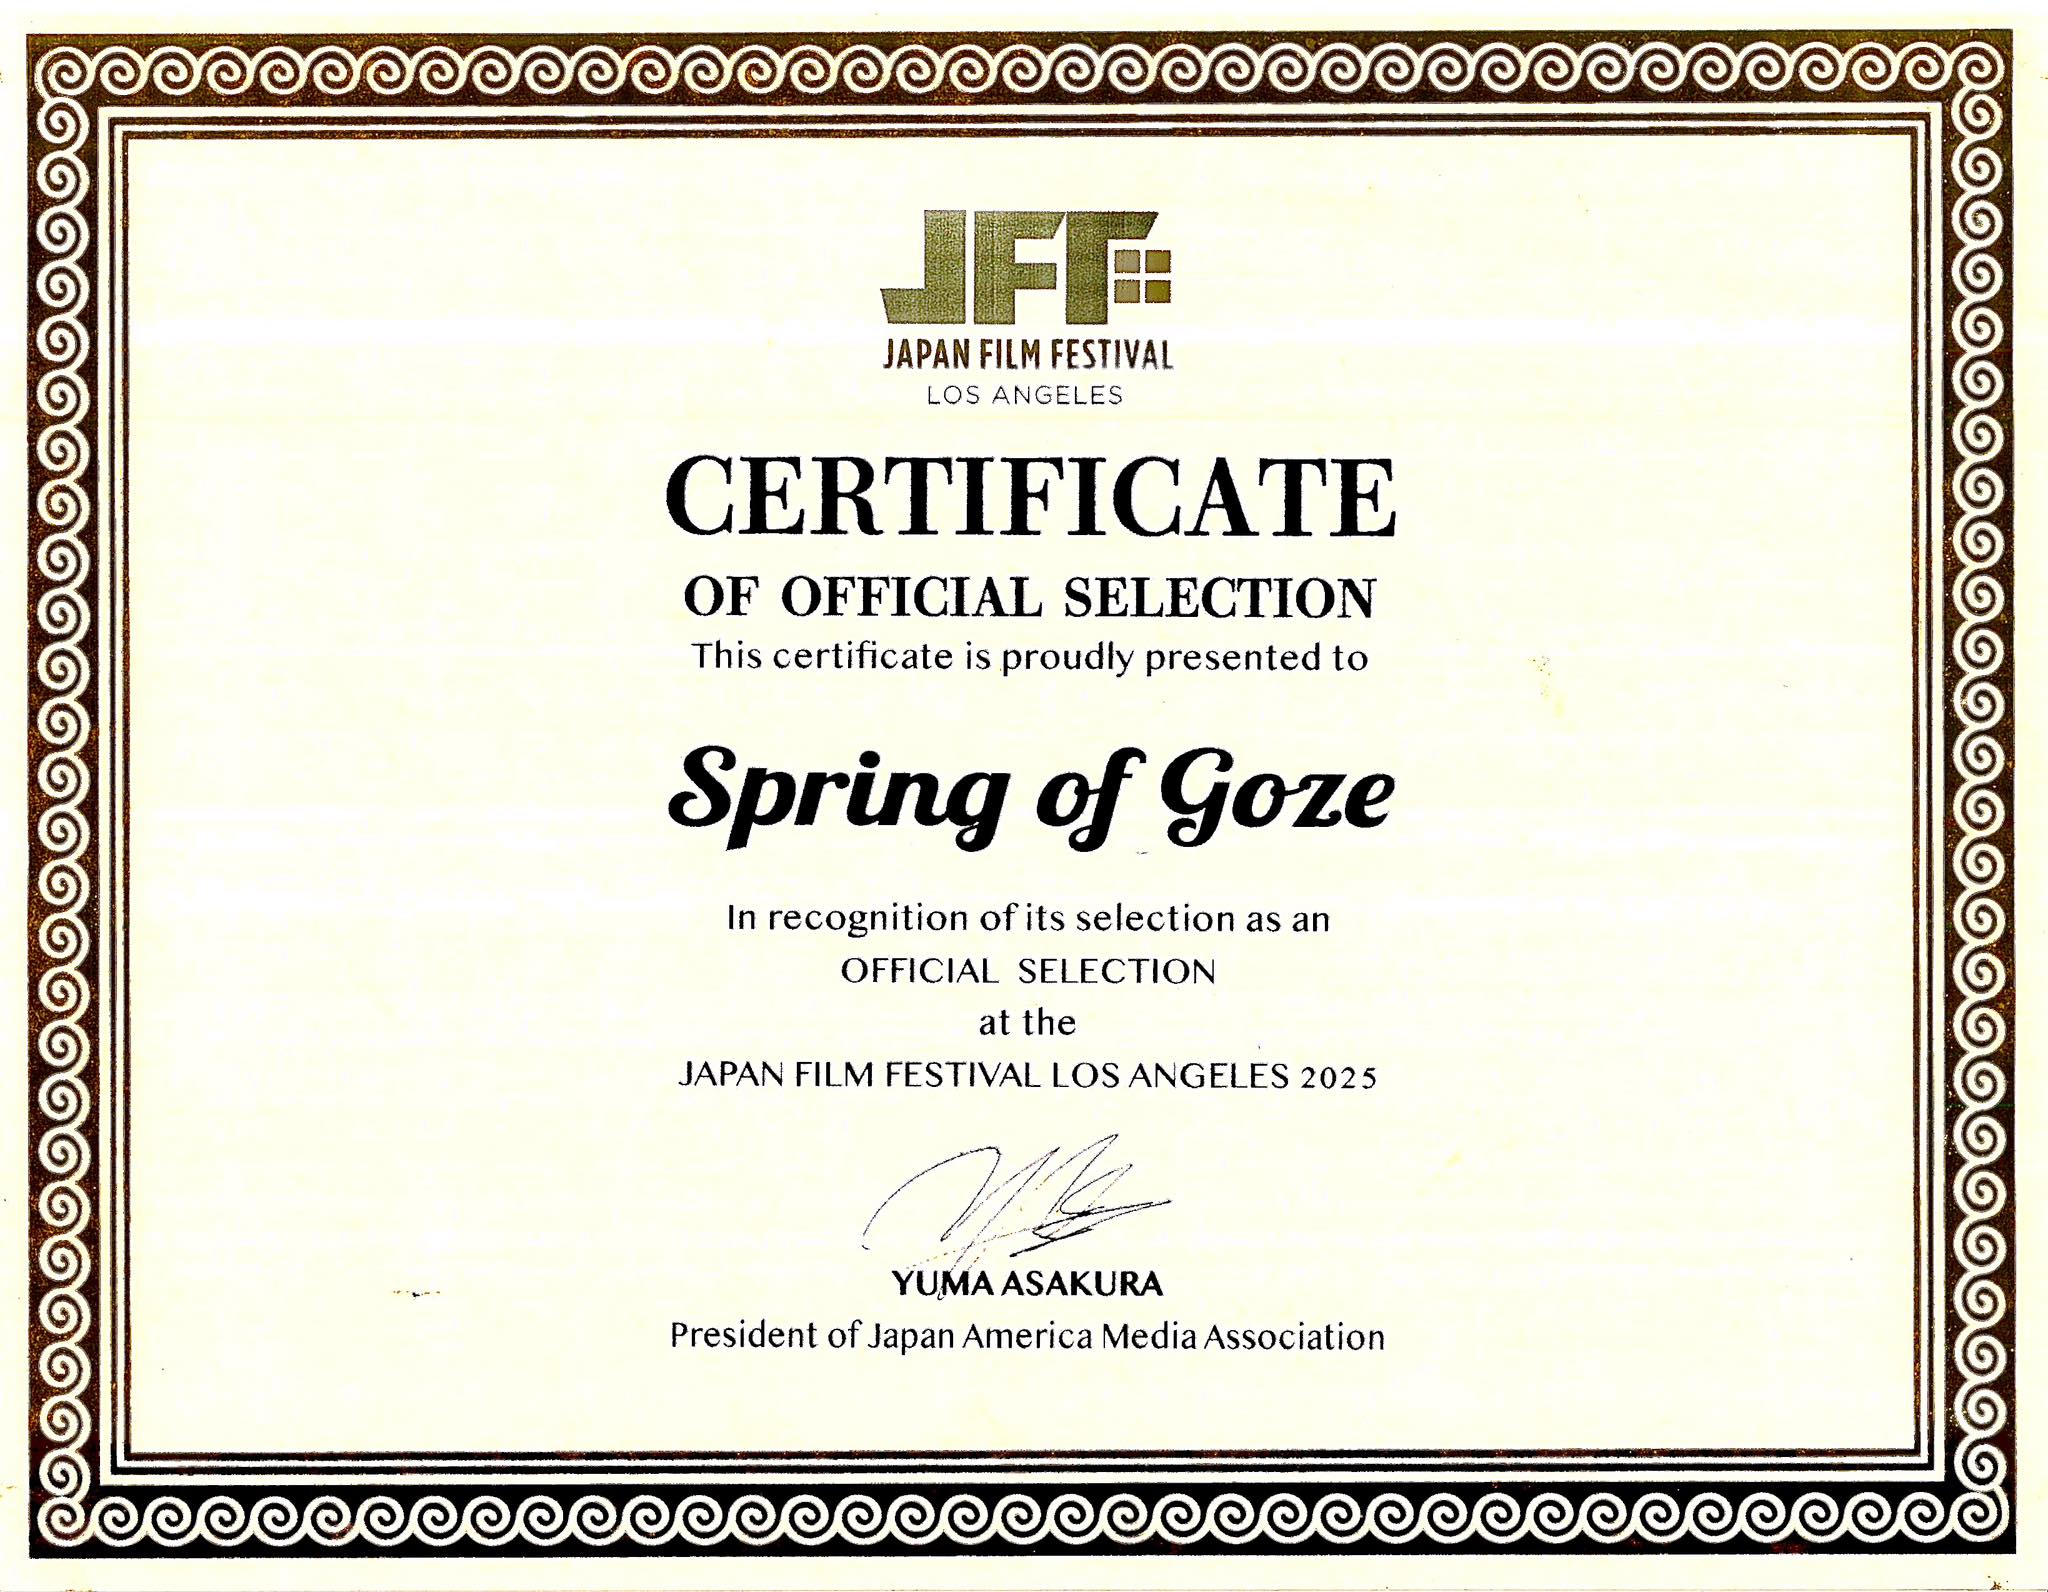 JFF
JAPAN FILM FESTIVAL
LOS ANGELES
CERTIFICATE
OF OFFICIAL SELECTION
This certificate is proudly presented to
Spring of Goze
In recognition of its selection as an
OFFICIAL SELECTION
at the
JAPAN FILM FESTIVAL LOS ANGELES 2025
YUMA ASAKURA
President of Japan America Media Association